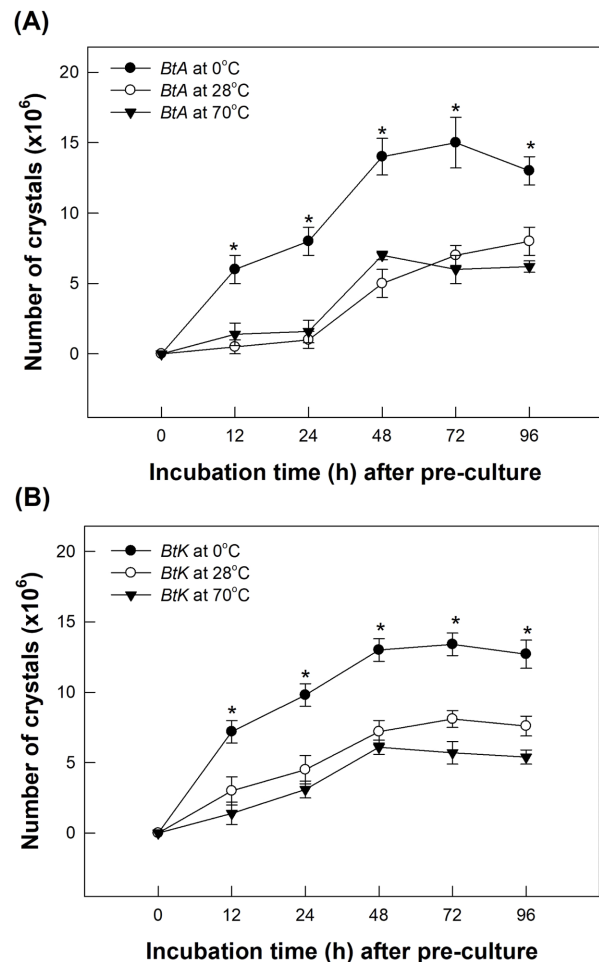 (A)
BtA at 0°C
BtA at 28°C
BtA at 70°C
Number of crystals (x10⁶)
20
15
10
5
0
* * * * *
0 12 24 48 72 96
Incubation time (h) after pre-culture
(B)
BtK at 0°C
BtK at 28°C
BtK at 70°C
Number of crystals (x10⁶)
20
15
10
5
0
* * * * *
0 12 24 48 72 96
Incubation time (h) after pre-culture